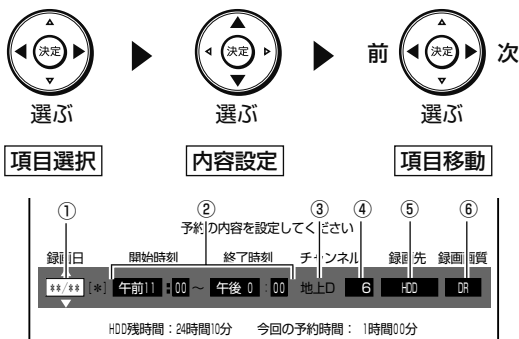 決定 決定 前 決定 次
選ぶ 選ぶ 選ぶ
項目選択 内容設定 項目移動
① ② ③ ④ ⑤ ⑥
予約の内容を設定してください
録画日 開始時刻 終了時刻 チャンネル 録画先 録画画質
**/** [*] 午前11:00 ~ 午後 0:00 地上D 6 HDD DR
HDD残時間:24時間10分 今回の予約時間: 1時間00分